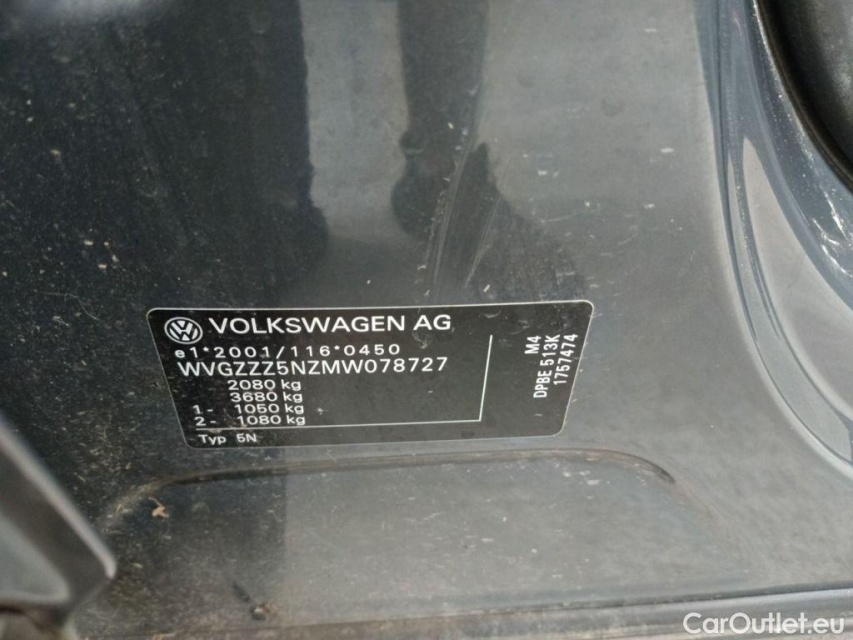 VOLKSWAGEN AG
e1*2001/116*0450
WVGZZZ5NZMW078727
2080 kg
3680 kg
1- 1050 kg
2- 1080 kg
Typ 5N
M4
DPBE 513K
1757474
CarOutlet.eu